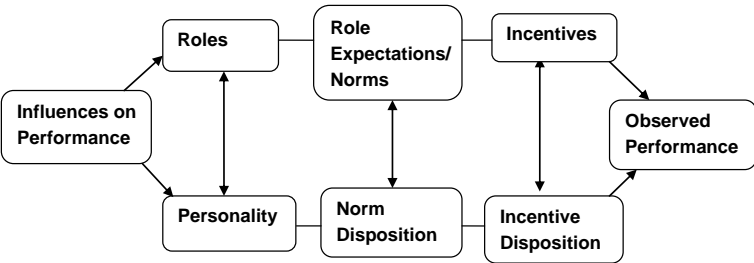 Roles
Role
Expectations/
Norms
Incentives
Influences on
Performance
Observed
Performance
Personality
Norm
Disposition
Incentive
Disposition